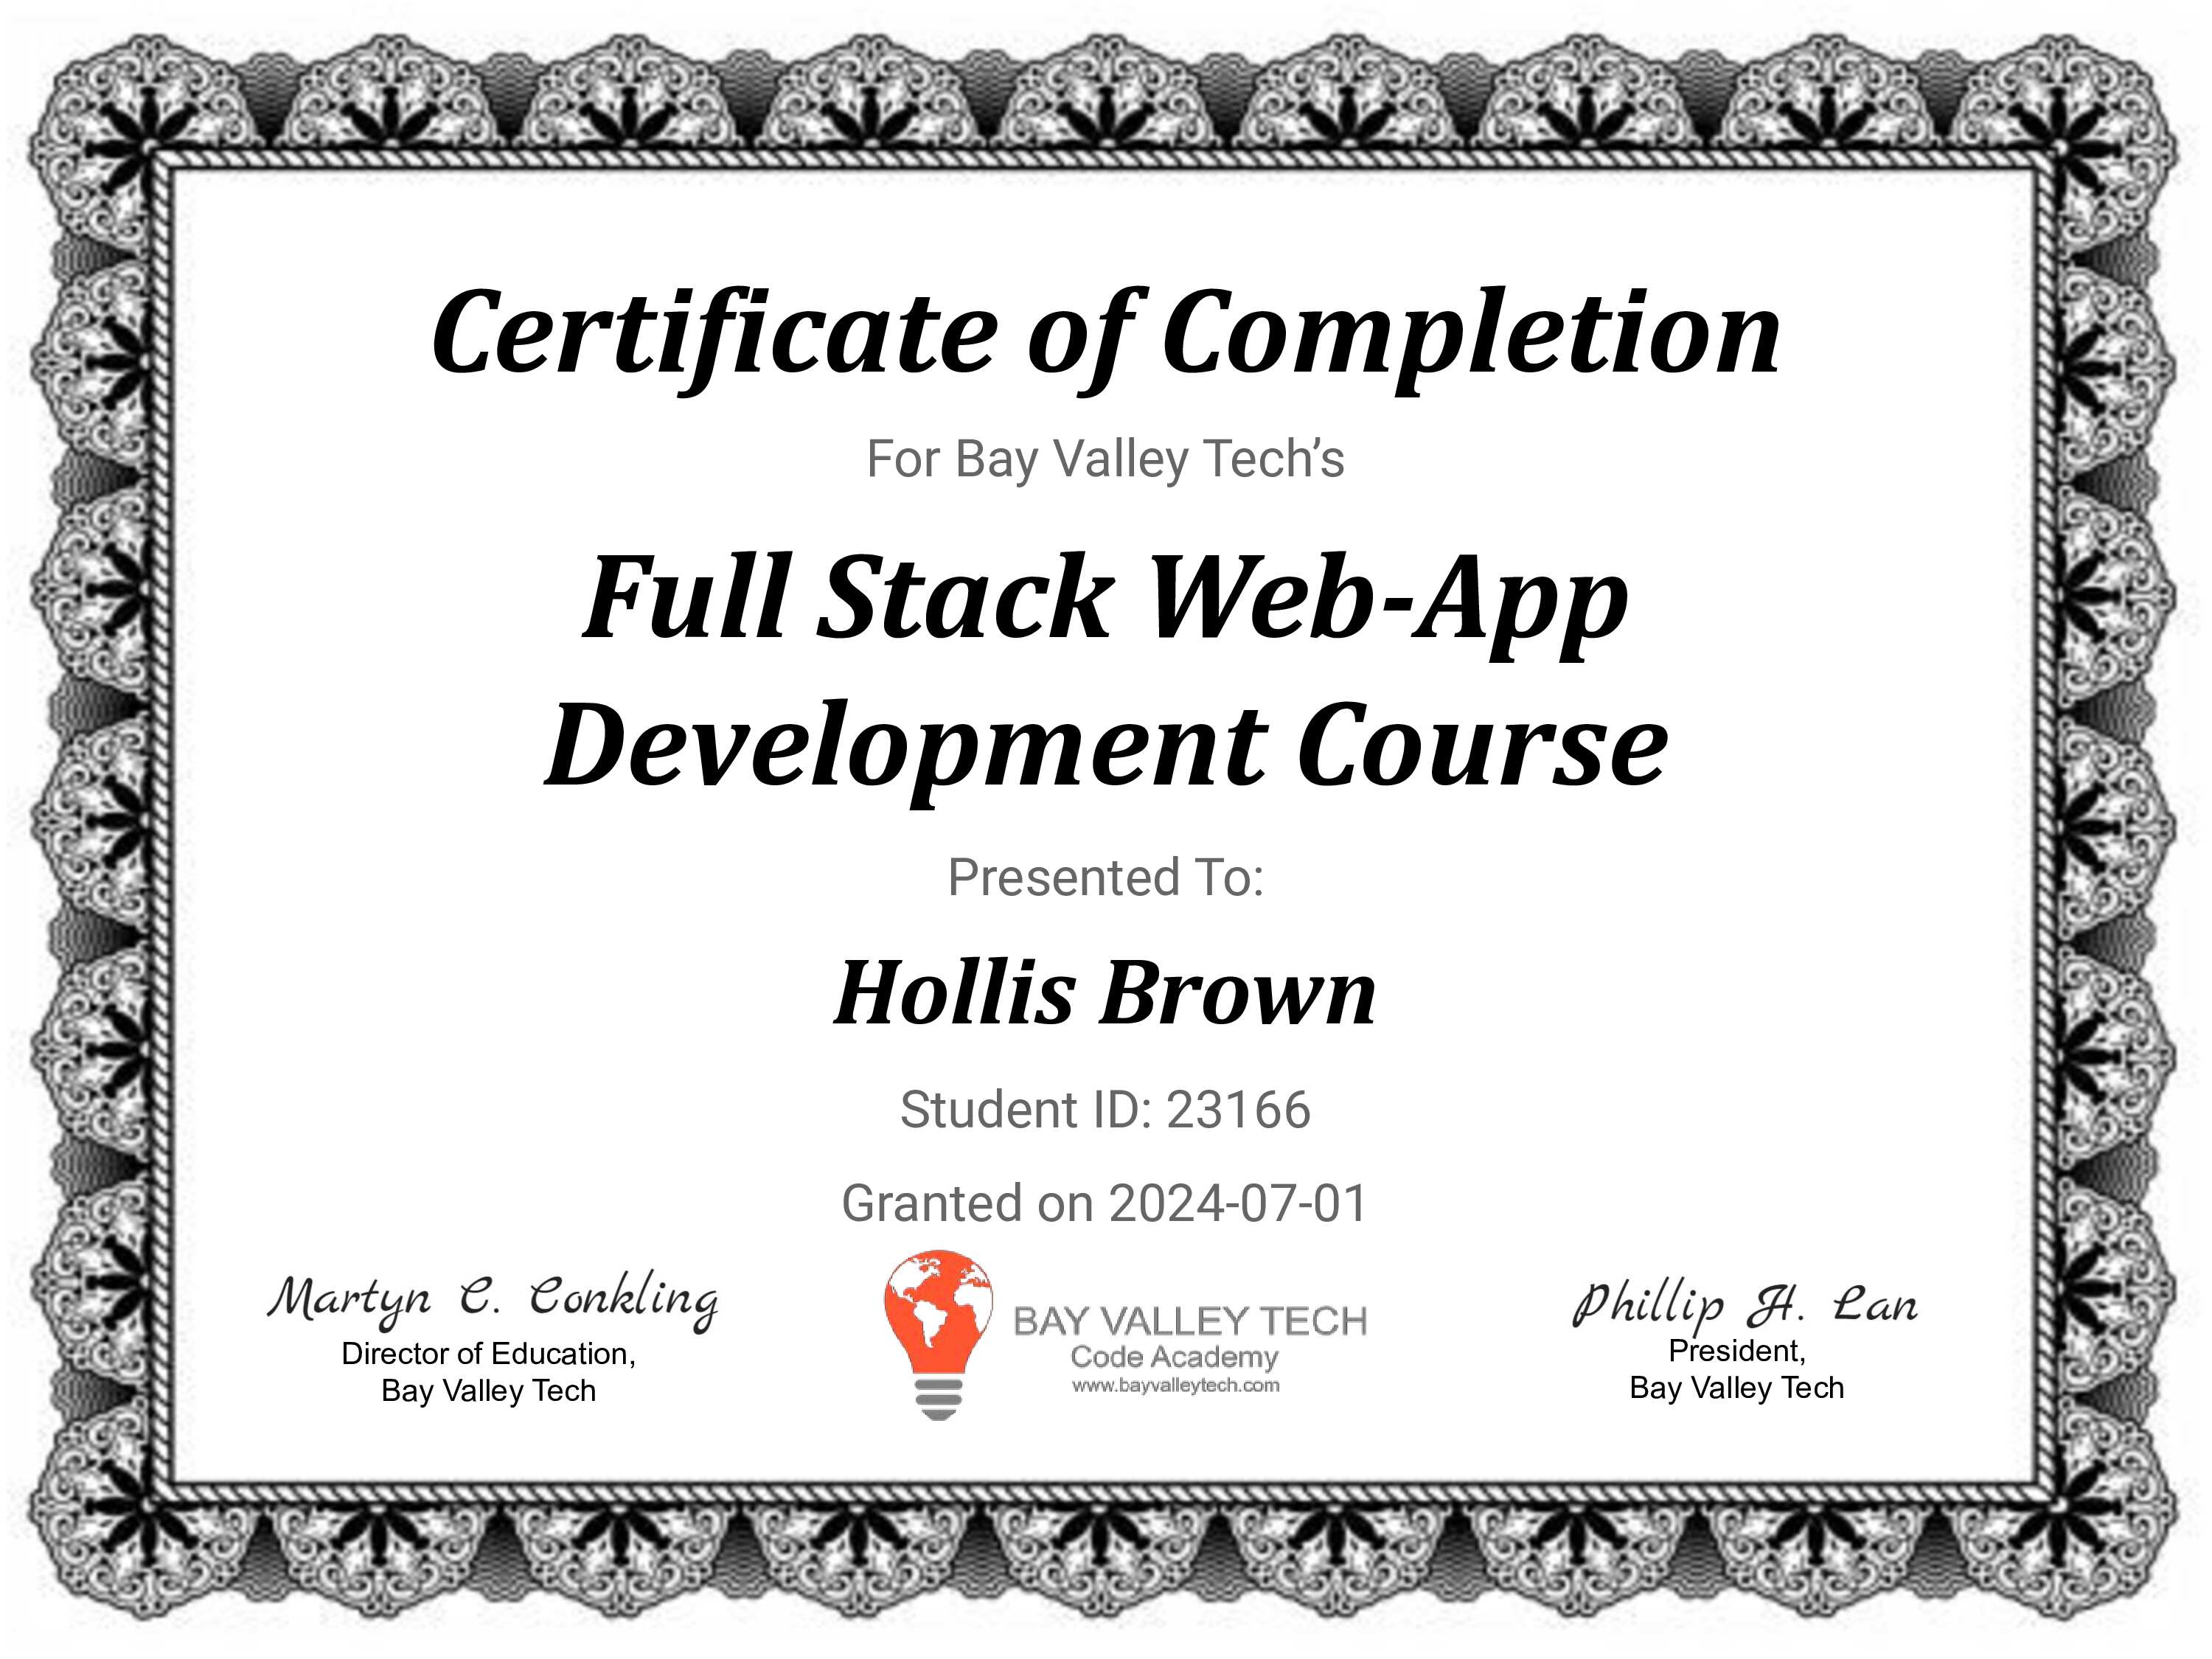 Certificate of Completion
For Bay Valley Tech’s
Full Stack Web-App
Development Course
Presented To:
Hollis Brown
Student ID: 23166
Granted on 2024-07-01
Martyn C. Conkling
Director of Education,
Bay Valley Tech
BAY VALLEY TECH
Code Academy
www.bayvalleytech.com
Phillip H. Lan
President,
Bay Valley Tech